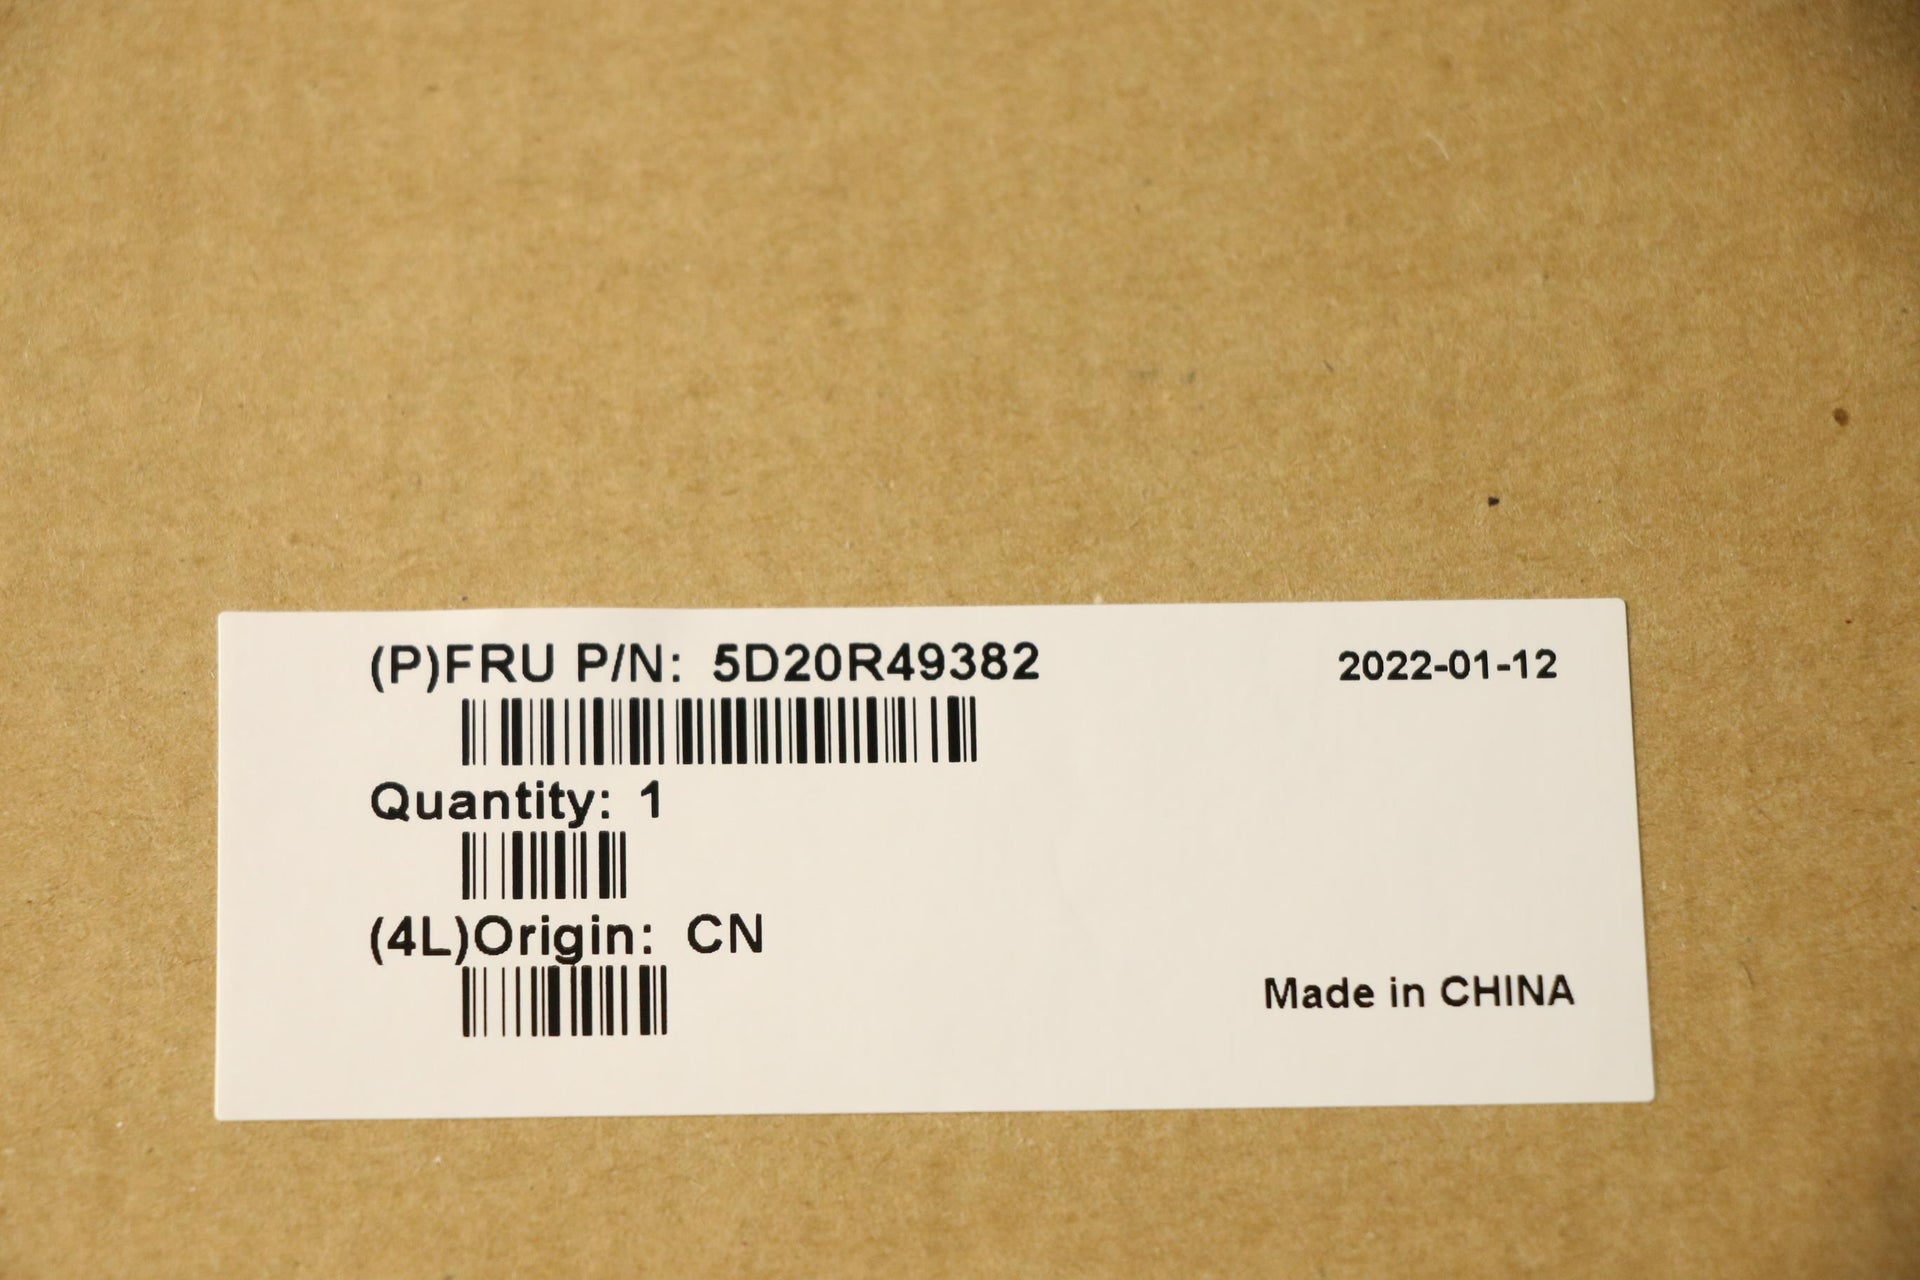 (P)FRU P/N: 5D20R49382
2022-01-12
Quantity: 1
(4L)Origin: CN
Made in CHINA